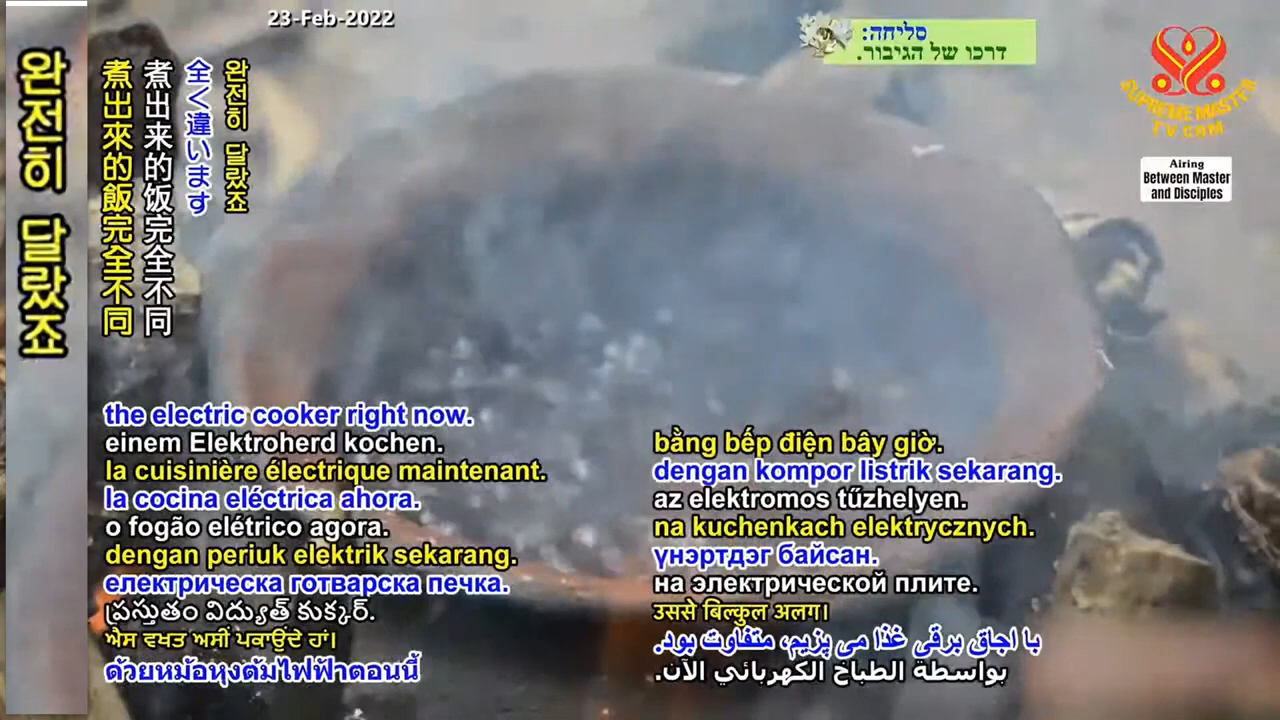 23-Feb-2022
סליחה:
דרכו של הגיבור.
SUPREME MASTER
TV.COM
Airing
Between Master
and Disciples
완전히 달랐죠
煮出來的飯完全不同
煮出来的饭完全不同
全く違います
완전히 달랐죠
the electric cooker right now.
einem Elektroherd kochen.
la cuisinière électrique maintenant.
la cocina eléctrica ahora.
o fogão elétrico agora.
dengan periuk elektrik sekarang.
електрическа готварска печка.
ప్రస్తుతం విద్యుత్ కుక్కర్.
ਐਸ ਵਖਤ ਅਸੀਂ ਪਕਾਉਂਦੇ ਹਾਂ।
ด้วยหม้อหุงต้มไฟฟ้าตอนนี้
bằng bếp điện bây giờ.
dengan kompor listrik sekarang.
az elektromos tűzhelyen.
na kuchenkach elektrycznych.
үнэртдэг байсан.
на электрической плите.
उससे बिल्कुल अलग।
با اجاق برقی غذا می پزیم، متفاوت بود.
بواسطة الطباخ الكهربائي الآن.